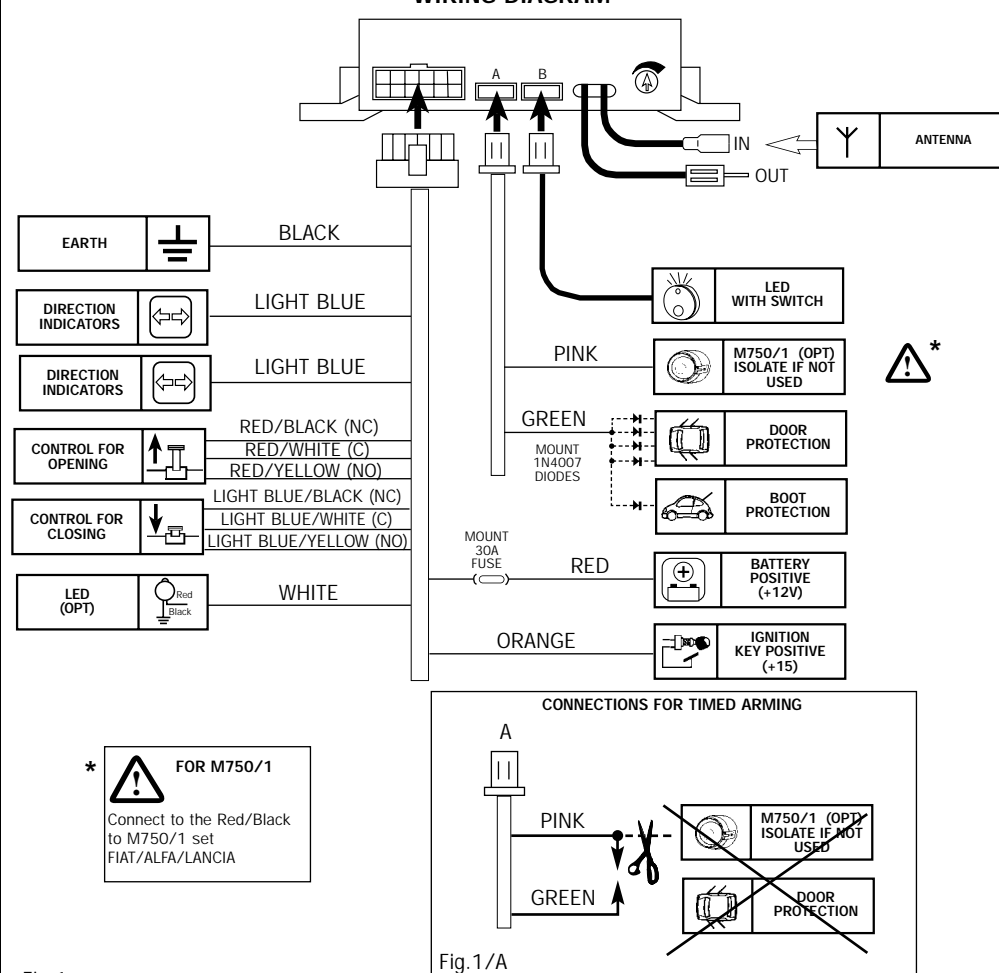 WIRING DIAGRAM
A
B
IN
OUT
ANTENNA
EARTH
BLACK
DIRECTION
INDICATORS
LIGHT BLUE
DIRECTION
INDICATORS
LIGHT BLUE
CONTROL FOR
OPENING
RED/BLACK (NC)
RED/WHITE (C)
RED/YELLOW (NO)
CONTROL FOR
CLOSING
LIGHT BLUE/BLACK (NC)
LIGHT BLUE/WHITE (C)
LIGHT BLUE/YELLOW (NO)
LED
(OPT)
Red
Black
WHITE
LED
WITH SWITCH
PINK
M750/1 (OPT)
ISOLATE IF NOT
USED
*
GREEN
MOUNT
1N4007
DIODES
DOOR
PROTECTION
BOOT
PROTECTION
MOUNT
30A
FUSE
RED
BATTERY
POSITIVE
(+12V)
ORANGE
IGNITION
KEY POSITIVE
(+15)
* FOR M750/1
Connect to the Red/Black
to M750/1 set
FIAT/ALFA/LANCIA
CONNECTIONS FOR TIMED ARMING
A
PINK
M750/1 (OPT)
ISOLATE IF NOT
USED
GREEN
DOOR
PROTECTION
Fig.1/A